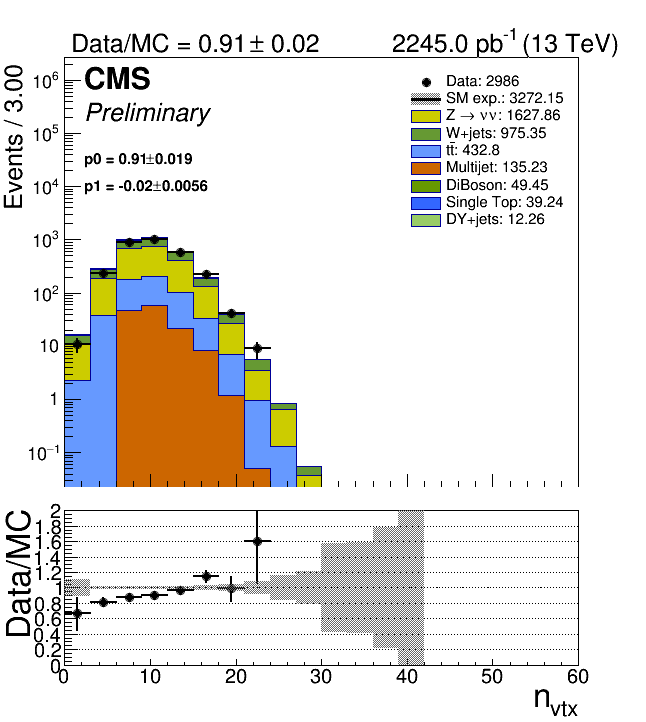 Data/MC = 0.91± 0.02 2245.0 pb⁻¹ (13 TeV)
CMS
Preliminary
p0 = 0.91±0.019
p1 = -0.02±0.0056
Data: 2986
SM exp.: 3272.15
Z → νν: 1627.86
W+jets: 975.35
tt̄: 432.8
Multijet: 135.23
DiBoson: 49.45
Single Top: 39.24
DY+jets: 12.26
Events / 3.00
10⁶
10⁵
10⁴
10³
10²
10
1
10⁻¹
Data/MC
2
1.8
1.6
1.4
1.2
1
0.8
0.6
0.4
0.2
0
0 10 20 30 40 50 60
n_vtx